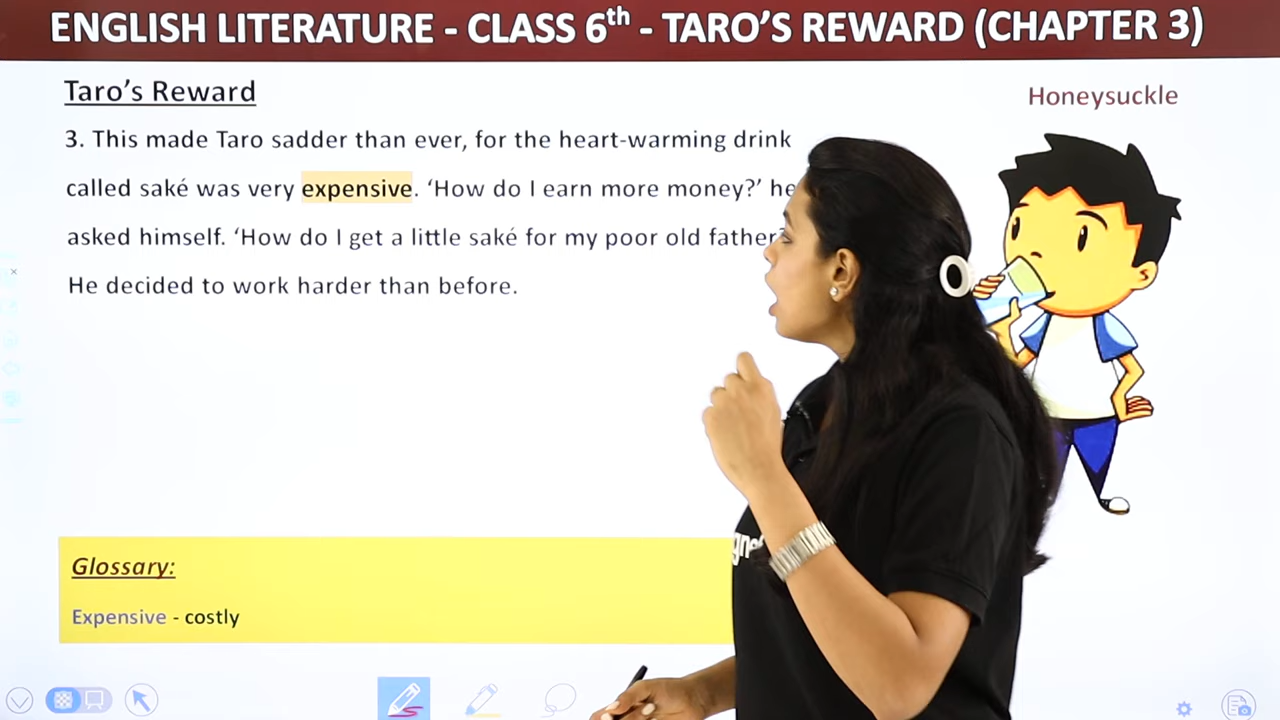 ENGLISH LITERATURE - CLASS 6th - TARO'S REWARD (CHAPTER 3)
Taro's Reward
Honeysuckle
3. This made Taro sadder than ever, for the heart-warming drink
called saké was very expensive. ‘How do I earn more money?’ he
asked himself. ‘How do I get a little saké for my poor old father?
He decided to work harder than before.
Glossary:
Expensive - costly